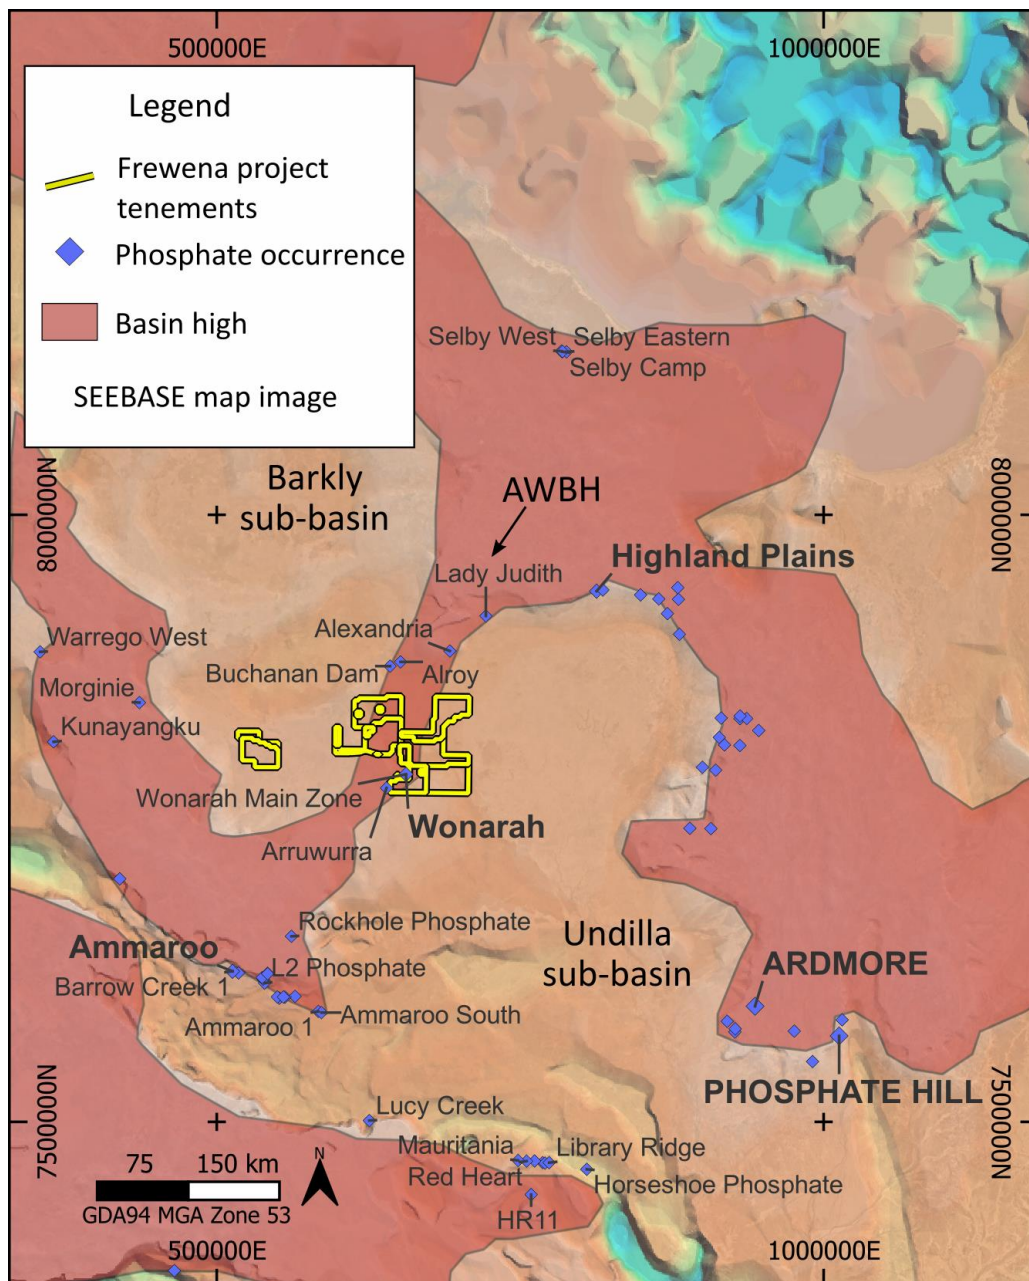 500000E
1000000E
Legend
Frewena project
tenements
Phosphate occurrence
Basin high
SEEBASE map image
Selby West
Selby Eastern
Selby Camp
Barkly
sub-basin
AWBH
8000000N
8000000N
Highland Plains
Lady Judith
Alexandria
Warrego West
Buchanan Dam
Alroy
Morginie
Kunayangku
Wonarah Main Zone
Wonarah
Arruwurra
Rockhole Phosphate
Undilla
sub-basin
Ammaroo
L2 Phosphate
Barrow Creek 1
ARDMORE
Ammaroo 1
Ammaroo South
PHOSPHATE HILL
7500000N
7500000N
Lucy Creek
Mauritania
Library Ridge
Red Heart
Horseshoe Phosphate
HR11
75
150 km
N
GDA94 MGA Zone 53
500000E
1000000E